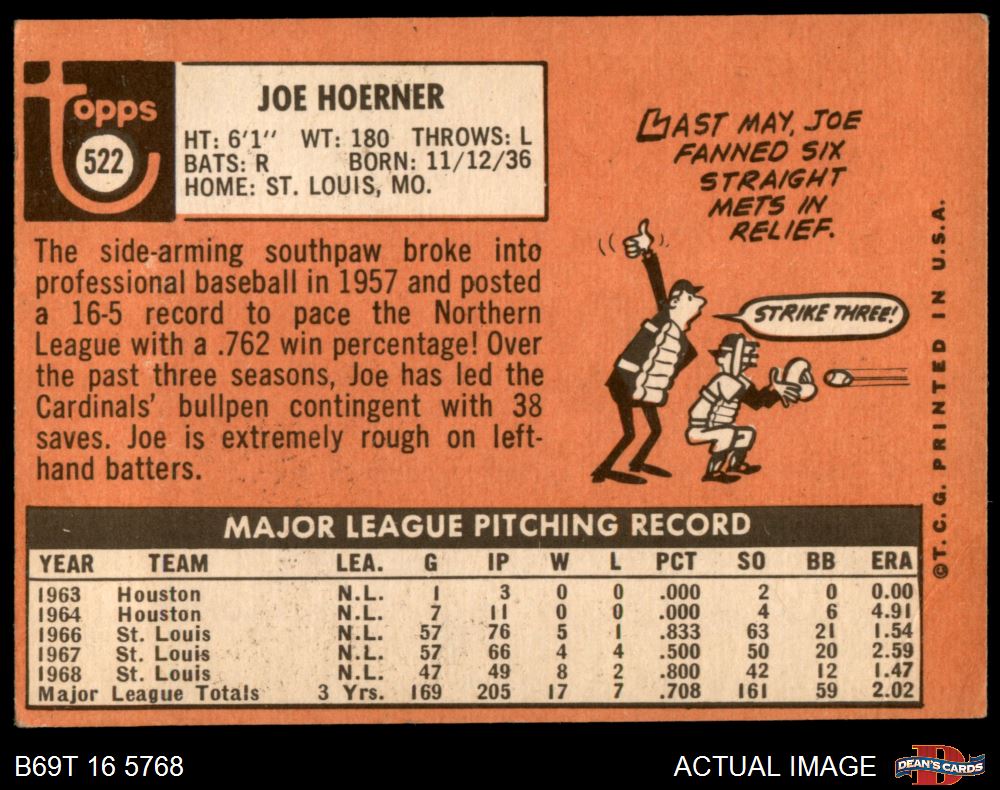 Topps
522
JOE HOERNER
HT: 6'1" WT: 180 THROWS: L
BATS: R BORN: 11/12/36
HOME: ST. LOUIS, MO.
The side-arming southpaw broke into
professional baseball in 1957 and posted
a 16-5 record to pace the Northern
League with a .762 win percentage! Over
the past three seasons, Joe has led the
Cardinals' bullpen contingent with 38
saves. Joe is extremely rough on left-
hand batters.
LAST MAY, JOE
FANNED SIX
STRAIGHT
METS IN
RELIEF.
STRIKE THREE!
©T.C.G. PRINTED IN U.S.A.
MAJOR LEAGUE PITCHING RECORD
YEAR TEAM LEA. G IP W L PCT SO BB ERA
1963 Houston N.L. 1 3 0 0 .000 2 0 0.00
1964 Houston N.L. 7 11 0 0 .000 4 6 4.91
1966 St. Louis N.L. 57 76 5 1 .833 63 21 1.54
1967 St. Louis N.L. 57 66 4 4 .500 50 20 2.59
1968 St. Louis N.L. 47 49 8 2 .800 42 12 1.47
Major League Totals 3 Yrs. 169 205 17 7 .708 161 59 2.02
B69T 16 5768
ACTUAL IMAGE
DEAN'S CARDS